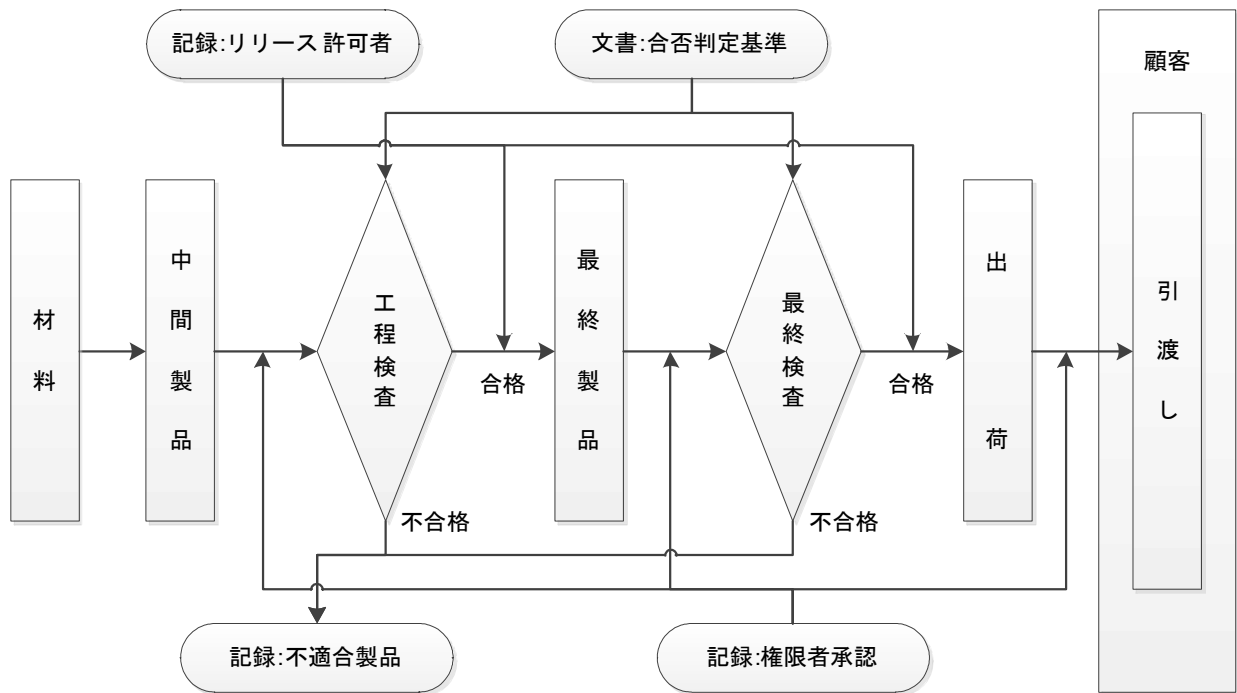 記録:リリース許可者
文書:合否判定基準
顧客
材料
中間製品
工程検査
合格
不合格
最終製品
最終検査
合格
不合格
出荷
引渡し
記録:不適合製品
記録:権限者承認